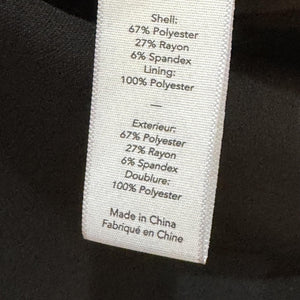 Shell:
67% Polyester
27% Rayon
6% Spandex
Lining:
100% Polyester
—
Exterieur:
67% Polyester
27% Rayon
6% Spandex
Doublure:
100% Polyester
Made in China
Fabriqué en Chine